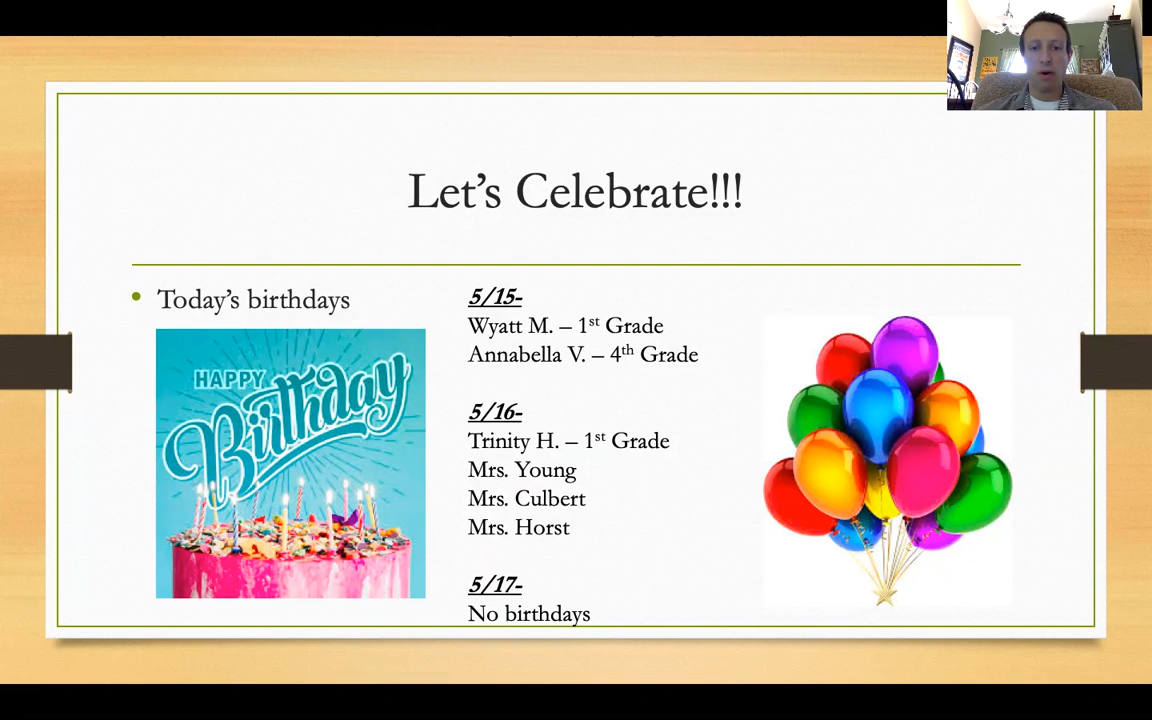 Let's Celebrate!!!
• Today's birthdays
HAPPY
Birthday
5/15-
Wyatt M. – 1st Grade
Annabella V. – 4th Grade
5/16-
Trinity H. – 1st Grade
Mrs. Young
Mrs. Culbert
Mrs. Horst
5/17-
No birthdays